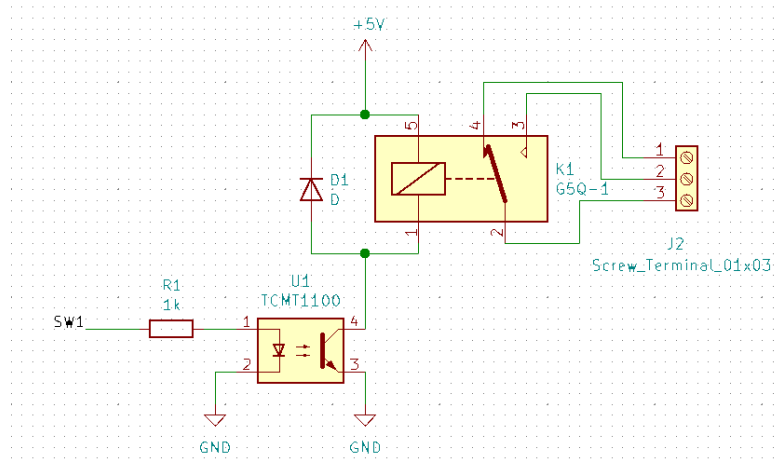 +5V
5
4
3
D1
D
K1
G5Q-1
1
2
3
1
2
J2
Screw_Terminal_01x03
U1
TCMT1100
R1
1k
SW1
1
4
2
3
GND
GND